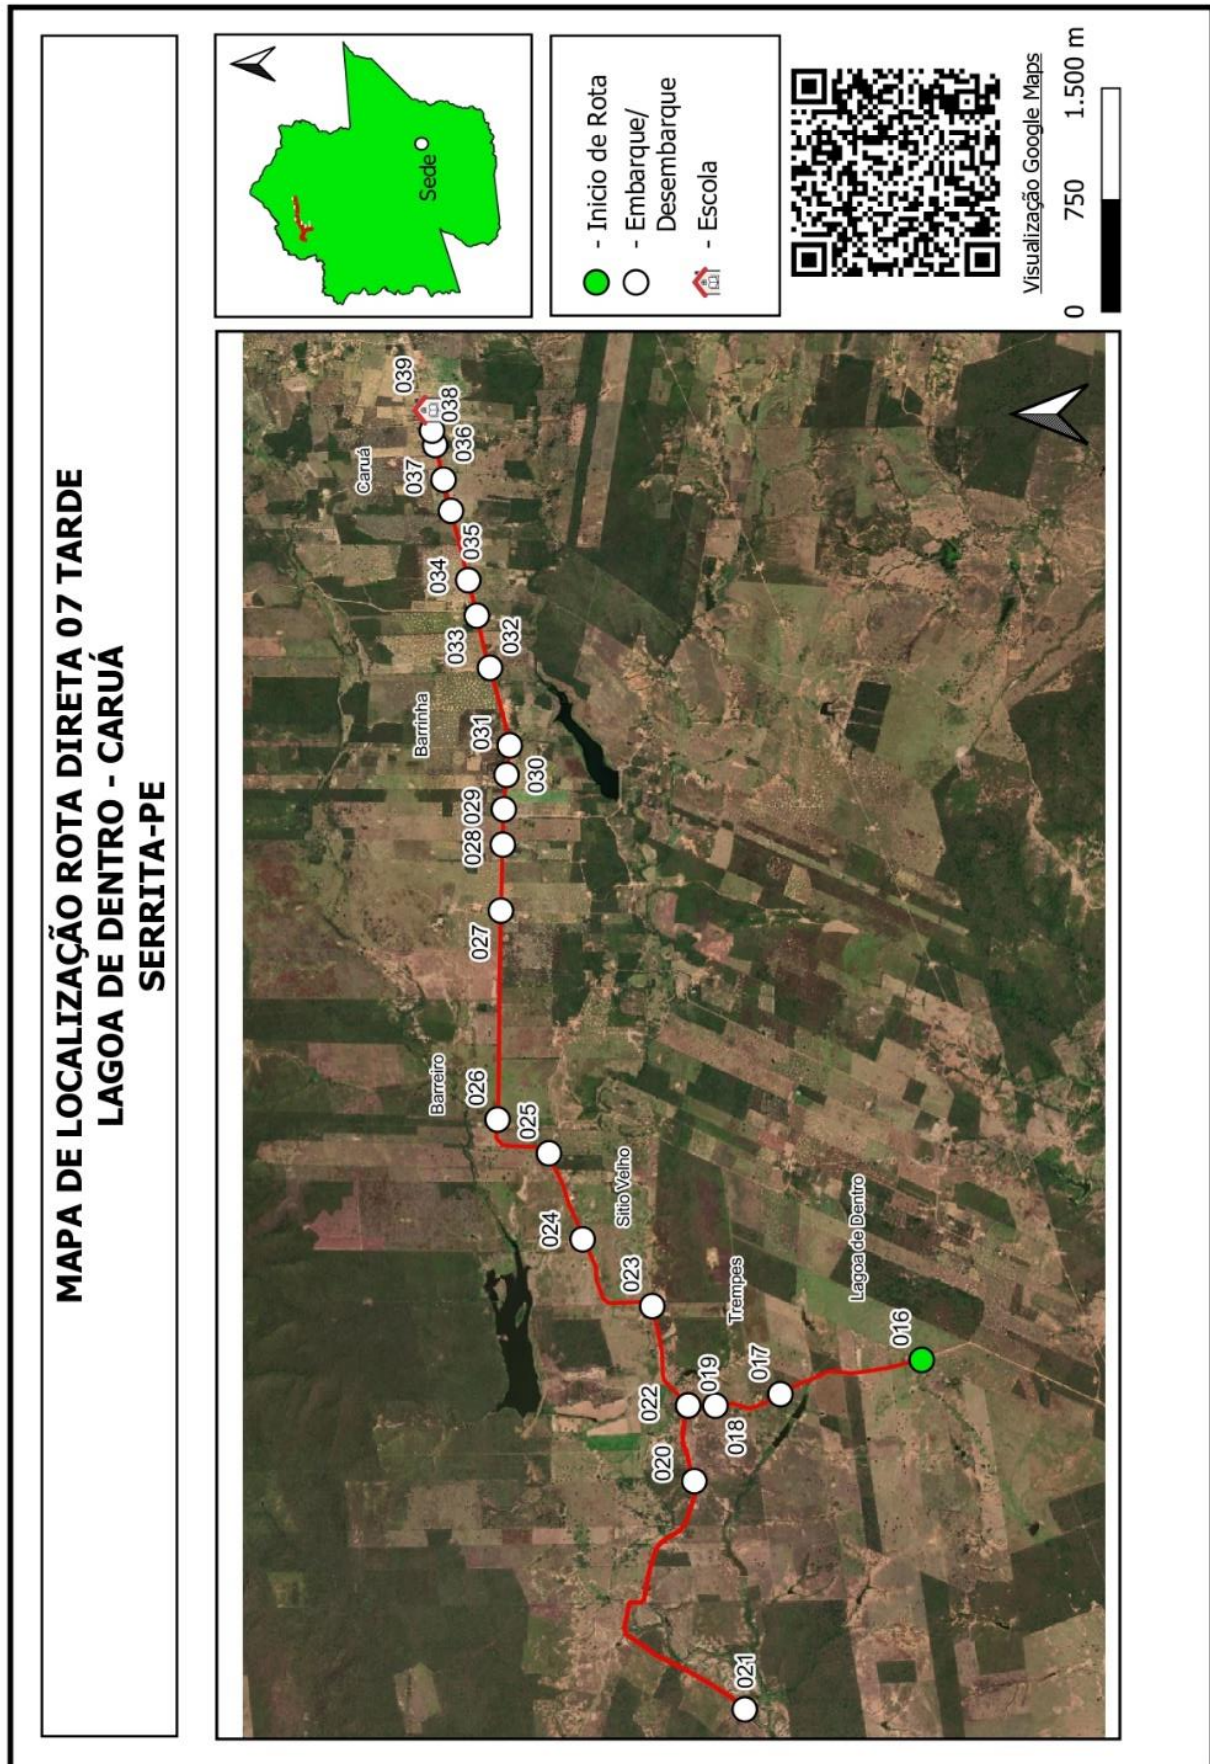 MAPA DE LOCALIZAÇÃO ROTA DIRETA 07 TARDE
LAGOA DE DENTRO - CARUÁ
SERRITA-PE
Sede
- Inicio de Rota
- Embarque/
Desembarque
- Escola
Visualização Google Maps
0 750 1.500 m
039
038
Caruá
036
037
035
034
032
033
Barrinha
031
030
029
028
027
Barreiro
026
025
Sitio Velho
024
023
Trempes
Lagoa de Dentro
016
017
019
018
022
020
021